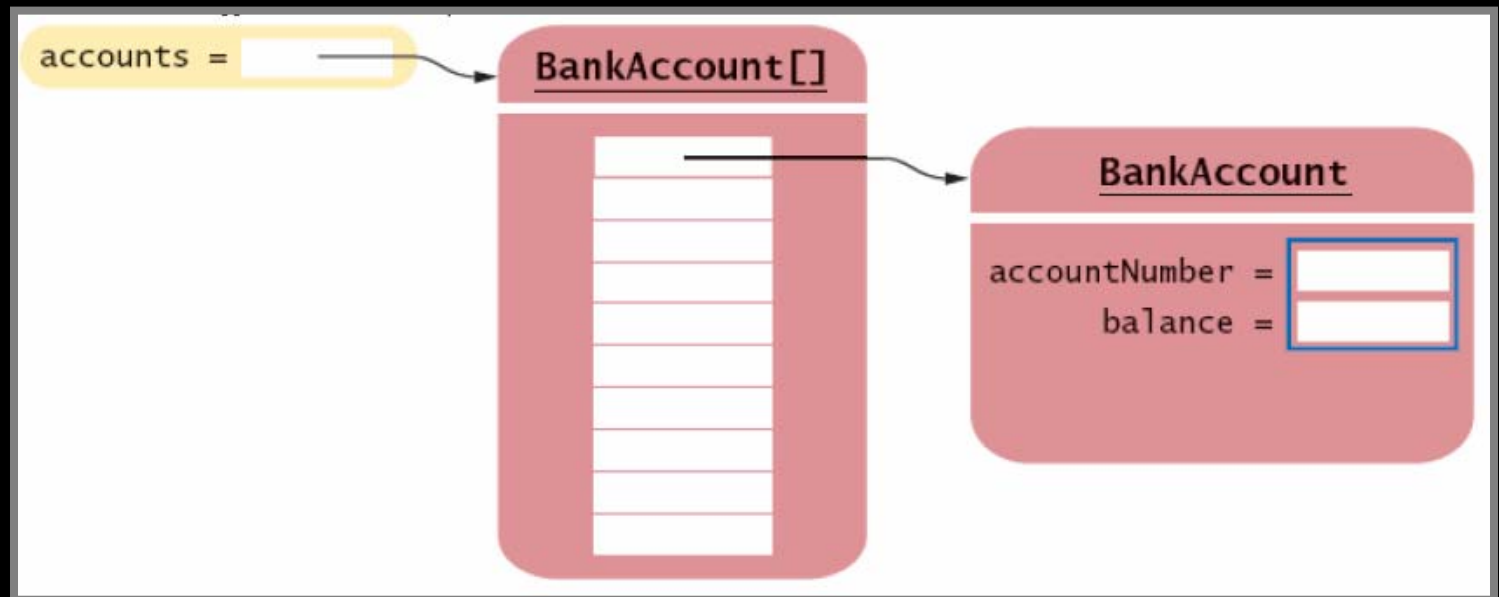 accounts =
BankAccount[]
BankAccount
accountNumber =
balance =